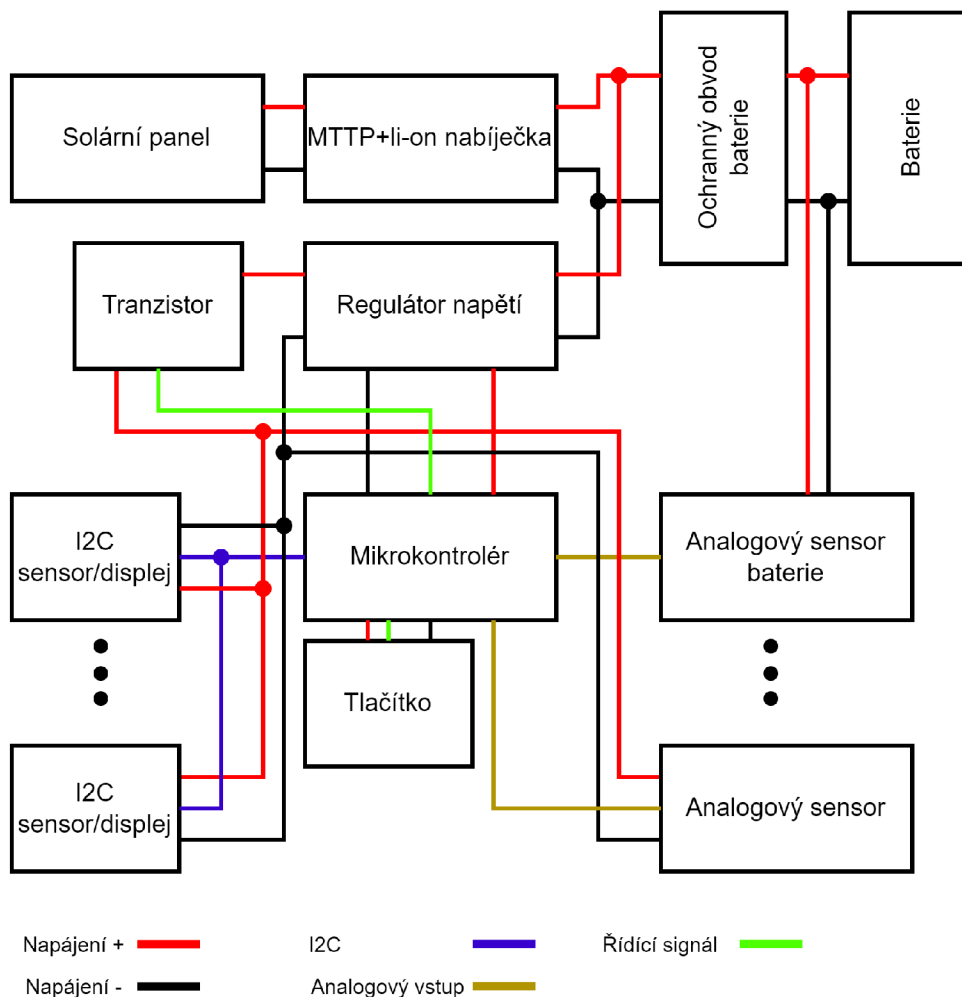 Solární panel
MTTP+li-on nabíječka
Ochranný obvod
baterie
Baterie
Tranzistor
Regulátor napětí
I2C
sensor/displej
Mikrokontrolér
Analogový sensor
baterie
Tlačítko
I2C
sensor/displej
Analogový sensor
Napájení +
I2C
Řídící signál
Napájení -
Analogový vstup